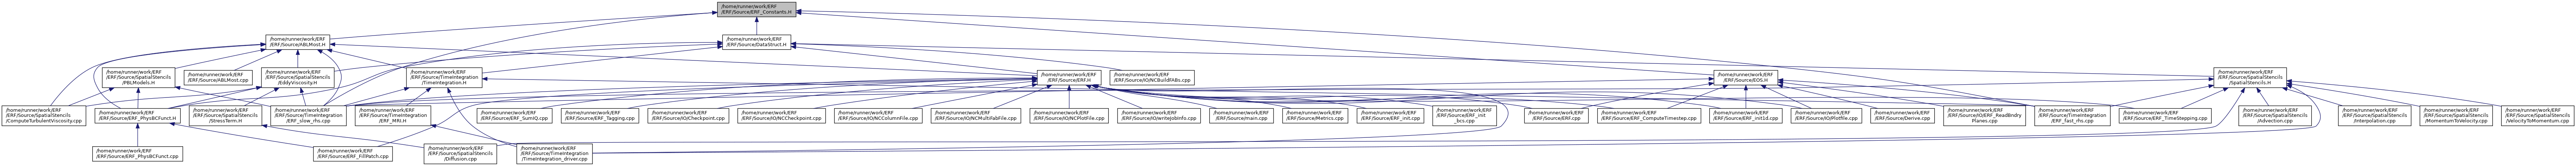 /home/runner/work/ERF
/ERF/Source/ERF_Constants.H
/home/runner/work/ERF
/ERF/Source/ABLMost.H
/home/runner/work/ERF
/ERF/Source/DataStruct.H
/home/runner/work/ERF
/ERF/Source/SpatialStencils
/PBLModels.H
/home/runner/work/ERF
/ERF/Source/ABLMost.cpp
/home/runner/work/ERF
/ERF/Source/SpatialStencils
/EddyViscosity.H
/home/runner/work/ERF
/ERF/Source/TimeIntegration
/TimeIntegration.H
/home/runner/work/ERF
/ERF/Source/ERF.H
/home/runner/work/ERF
/ERF/Source/IO/NCBuildFABs.cpp
/home/runner/work/ERF
/ERF/Source/EOS.H
/home/runner/work/ERF
/ERF/Source/SpatialStencils
/SpatialStencils.H
/home/runner/work/ERF
/ERF/Source/SpatialStencils
/ComputeTurbulentViscosity.cpp
/home/runner/work/ERF
/ERF/Source/ERF_PhysBCFunct.H
/home/runner/work/ERF
/ERF/Source/SpatialStencils
/StressTerm.H
/home/runner/work/ERF
/ERF/Source/TimeIntegration
/ERF_slow_rhs.cpp
/home/runner/work/ERF
/ERF/Source/TimeIntegration
/ERF_MRI.H
/home/runner/work/ERF
/ERF/Source/ERF_SumIQ.cpp
/home/runner/work/ERF
/ERF/Source/ERF_Tagging.cpp
/home/runner/work/ERF
/ERF/Source/IO/Checkpoint.cpp
/home/runner/work/ERF
/ERF/Source/IO/NCCheckpoint.cpp
/home/runner/work/ERF
/ERF/Source/IO/NCColumnFile.cpp
/home/runner/work/ERF
/ERF/Source/IO/NCMultiFabFile.cpp
/home/runner/work/ERF
/ERF/Source/IO/NCPlotFile.cpp
/home/runner/work/ERF
/ERF/Source/IO/writeJobInfo.cpp
/home/runner/work/ERF
/ERF/Source/main.cpp
/home/runner/work/ERF
/ERF/Source/Metrics.cpp
/home/runner/work/ERF
/ERF/Source/ERF_init.cpp
/home/runner/work/ERF
/ERF/Source/ERF_init
_bcs.cpp
/home/runner/work/ERF
/ERF/Source/ERF.cpp
/home/runner/work/ERF
/ERF/Source/ERF_ComputeTimestep.cpp
/home/runner/work/ERF
/ERF/Source/ERF_init1d.cpp
/home/runner/work/ERF
/ERF/Source/IO/Plotfile.cpp
/home/runner/work/ERF
/ERF/Source/Derive.cpp
/home/runner/work/ERF
/ERF/Source/IO/ERF_ReadBndry
Planes.cpp
/home/runner/work/ERF
/ERF/Source/TimeIntegration
/ERF_fast_rhs.cpp
/home/runner/work/ERF
/ERF/Source/ERF_TimeStepping.cpp
/home/runner/work/ERF
/ERF/Source/SpatialStencils
/Advection.cpp
/home/runner/work/ERF
/ERF/Source/SpatialStencils
/Interpolation.cpp
/home/runner/work/ERF
/ERF/Source/SpatialStencils
/MomentumToVelocity.cpp
/home/runner/work/ERF
/ERF/Source/SpatialStencils
/VelocityToMomentum.cpp
/home/runner/work/ERF
/ERF/Source/ERF_PhysBCFunct.cpp
/home/runner/work/ERF
/ERF/Source/ERF_FillPatch.cpp
/home/runner/work/ERF
/ERF/Source/SpatialStencils
/Diffusion.cpp
/home/runner/work/ERF
/ERF/Source/TimeIntegration
/TimeIntegration_driver.cpp